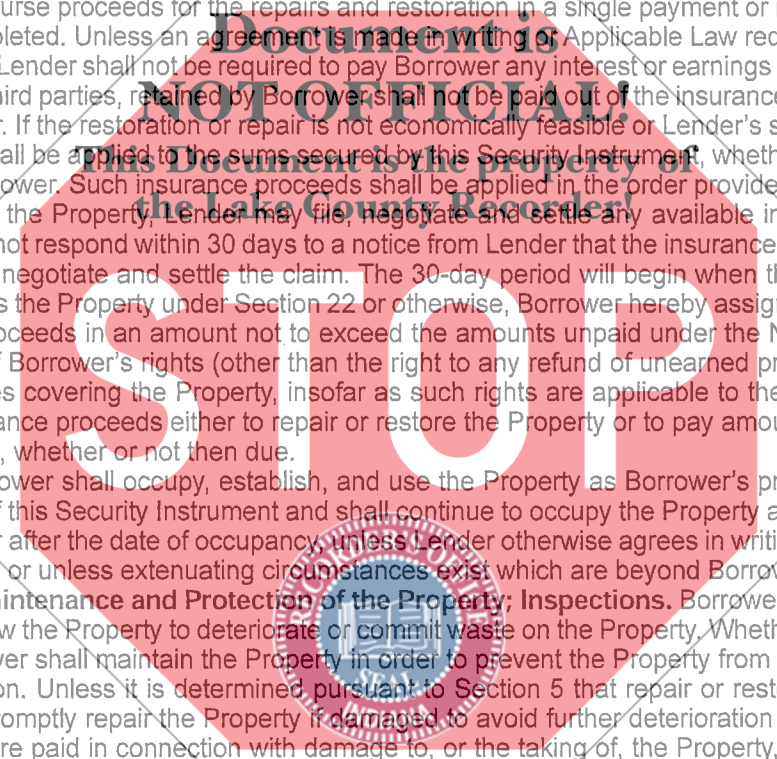 urse proceeds for the repairs and restoration in a single payment or
leted. Unless an agreement is made in writing or Applicable Law req
Lender shall not be required to pay Borrower any interest or earnings
ird parties, retained by Borrower shall not be paid out of the insurance
r. If the restoration or repair is not economically feasible or Lender's s
all be applied to the sums secured by this Security Instrument, wheth
ower. Such insurance proceeds shall be applied in the order provide
the Property, Lender may file, negotiate and settle any available in
not respond within 30 days to a notice from Lender that the insurance
negotiate and settle the claim. The 30-day period will begin when th
s the Property under Section 22 or otherwise, Borrower hereby assig
oceeds in an amount not to exceed the amounts unpaid under the N
f Borrower's rights (other than the right to any refund of unearned pr
es covering the Property, insofar as such rights are applicable to the
ance proceeds either to repair or restore the Property or to pay amou
, whether or not then due.
ower shall occupy, establish, and use the Property as Borrower's pr
f this Security Instrument and shall continue to occupy the Property a
r after the date of occupancy, unless Lender otherwise agrees in writi
or unless extenuating circumstances exist which are beyond Borrow
intenance and Protection of the Property; Inspections. Borrowe
w the Property to deteriorate or commit waste on the Property. Wheth
er shall maintain the Property in order to prevent the Property from
on. Unless it is determined pursuant to Section 5 that repair or rest
romptly repair the Property if damaged to avoid further deterioration
re paid in connection with damage to, or the taking of, the Property,
Document is
NOT OFFICIAL!
This Document is the property of
the Lake County Recorder!
STOP
SEAL
INDIANA